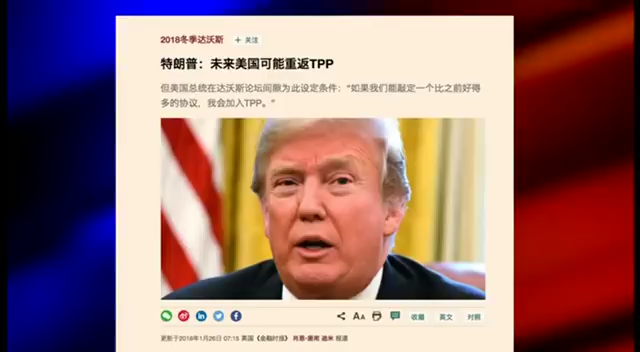 2018冬季达沃斯 + 关注
特朗普：未来美国可能重返TPP
但美国总统在达沃斯论坛间隙为此设定条件：“如果我们能敲定一个比之前好得
多的协议，我会加入TPP。”
AA 收藏 英文 对照
更新于2018年1月26日 07:15 英国《金融时报》 肖恩•唐南 迪米 报道